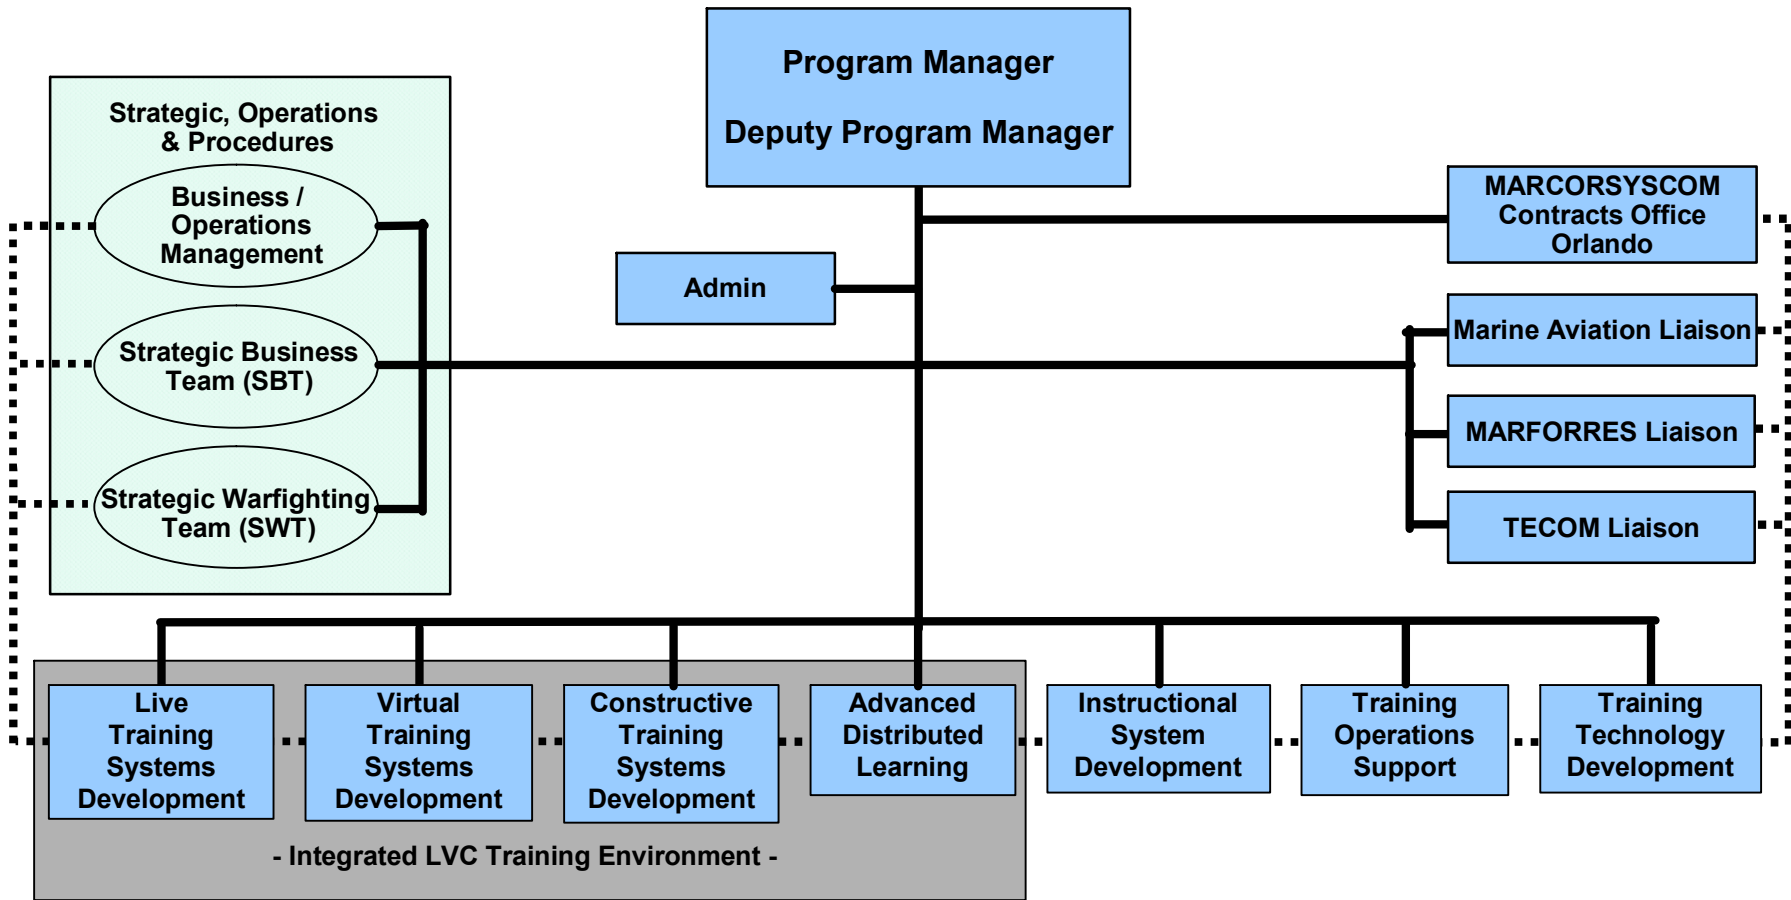 Program Manager
Deputy Program Manager
Strategic, Operations
& Procedures
Business /
Operations
Management
Strategic Business
Team (SBT)
Strategic Warfighting
Team (SWT)
Admin
MARCORSYSCOM
Contracts Office
Orlando
Marine Aviation Liaison
MARFORRES Liaison
TECOM Liaison
Live
Training
Systems
Development
Virtual
Training
Systems
Development
Constructive
Training
Systems
Development
Advanced
Distributed
Learning
Instructional
System
Development
Training
Operations
Support
Training
Technology
Development
- Integrated LVC Training Environment -